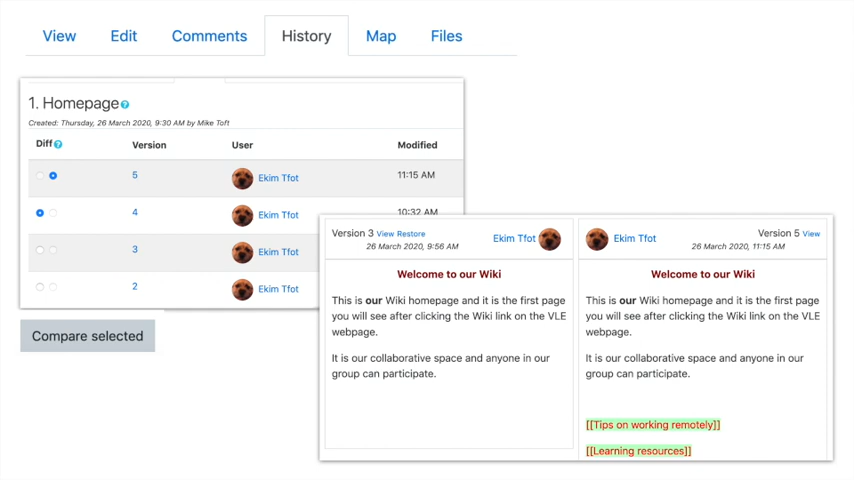 View Edit Comments History Map Files
1. Homepage
Created: Thursday, 26 March 2020, 9:30 AM by Mike Toft
Diff Version User Modified
5 Ekim Tfot 11:15 AM
4 Ekim Tfot 10:32 AM
3 Ekim Tfot
2 Ekim Tfot
Compare selected
Version 3 View Restore Ekim Tfot
26 March 2020, 9:56 AM
Welcome to our Wiki
This is our Wiki homepage and it is the first page
you will see after clicking the Wiki link on the VLE
webpage.
It is our collaborative space and anyone in our
group can participate.
Ekim Tfot Version 5 View
26 March 2020, 11:15 AM
Welcome to our Wiki
This is our Wiki homepage and it is the first page
you will see after clicking the Wiki link on the VLE
webpage.
It is our collaborative space and anyone in our
group can participate.
[[Tips on working remotely]]
[[Learning resources]]